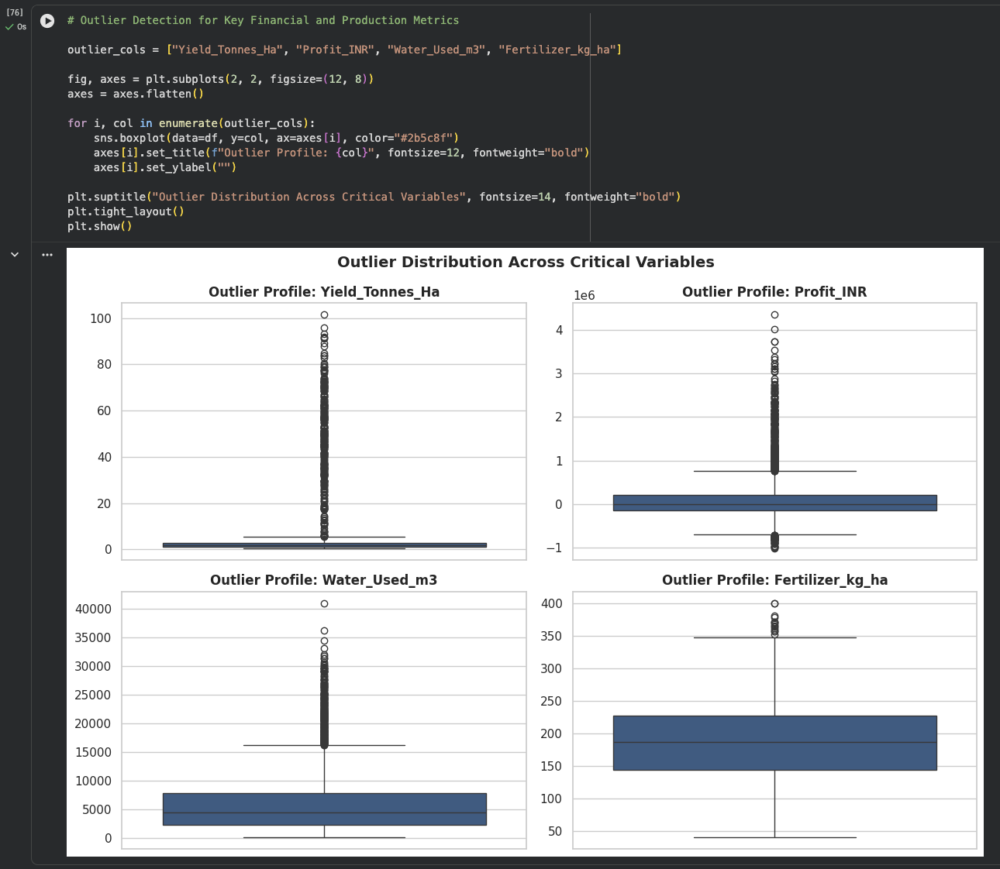 [76]
0s
# Outlier Detection for Key Financial and Production Metrics
outlier_cols = ["Yield_Tonnes_Ha", "Profit_INR", "Water_Used_m3", "Fertilizer_kg_ha"]
fig, axes = plt.subplots(2, 2, figsize=(12, 8))
axes = axes.flatten()
for i, col in enumerate(outlier_cols):
    sns.boxplot(data=df, y=col, ax=axes[i], color="#2b5c8f")
    axes[i].set_title(f"Outlier Profile: {col}", fontsize=12, fontweight="bold")
    axes[i].set_ylabel("")
plt.suptitle("Outlier Distribution Across Critical Variables", fontsize=14, fontweight="bold")
plt.tight_layout()
plt.show()
Outlier Distribution Across Critical Variables
Outlier Profile: Yield_Tonnes_Ha
100
80
60
40
20
0
Outlier Profile: Profit_INR
1e6
4
3
2
1
0
−1
Outlier Profile: Water_Used_m3
40000
35000
30000
25000
20000
15000
10000
5000
0
Outlier Profile: Fertilizer_kg_ha
400
350
300
250
200
150
100
50